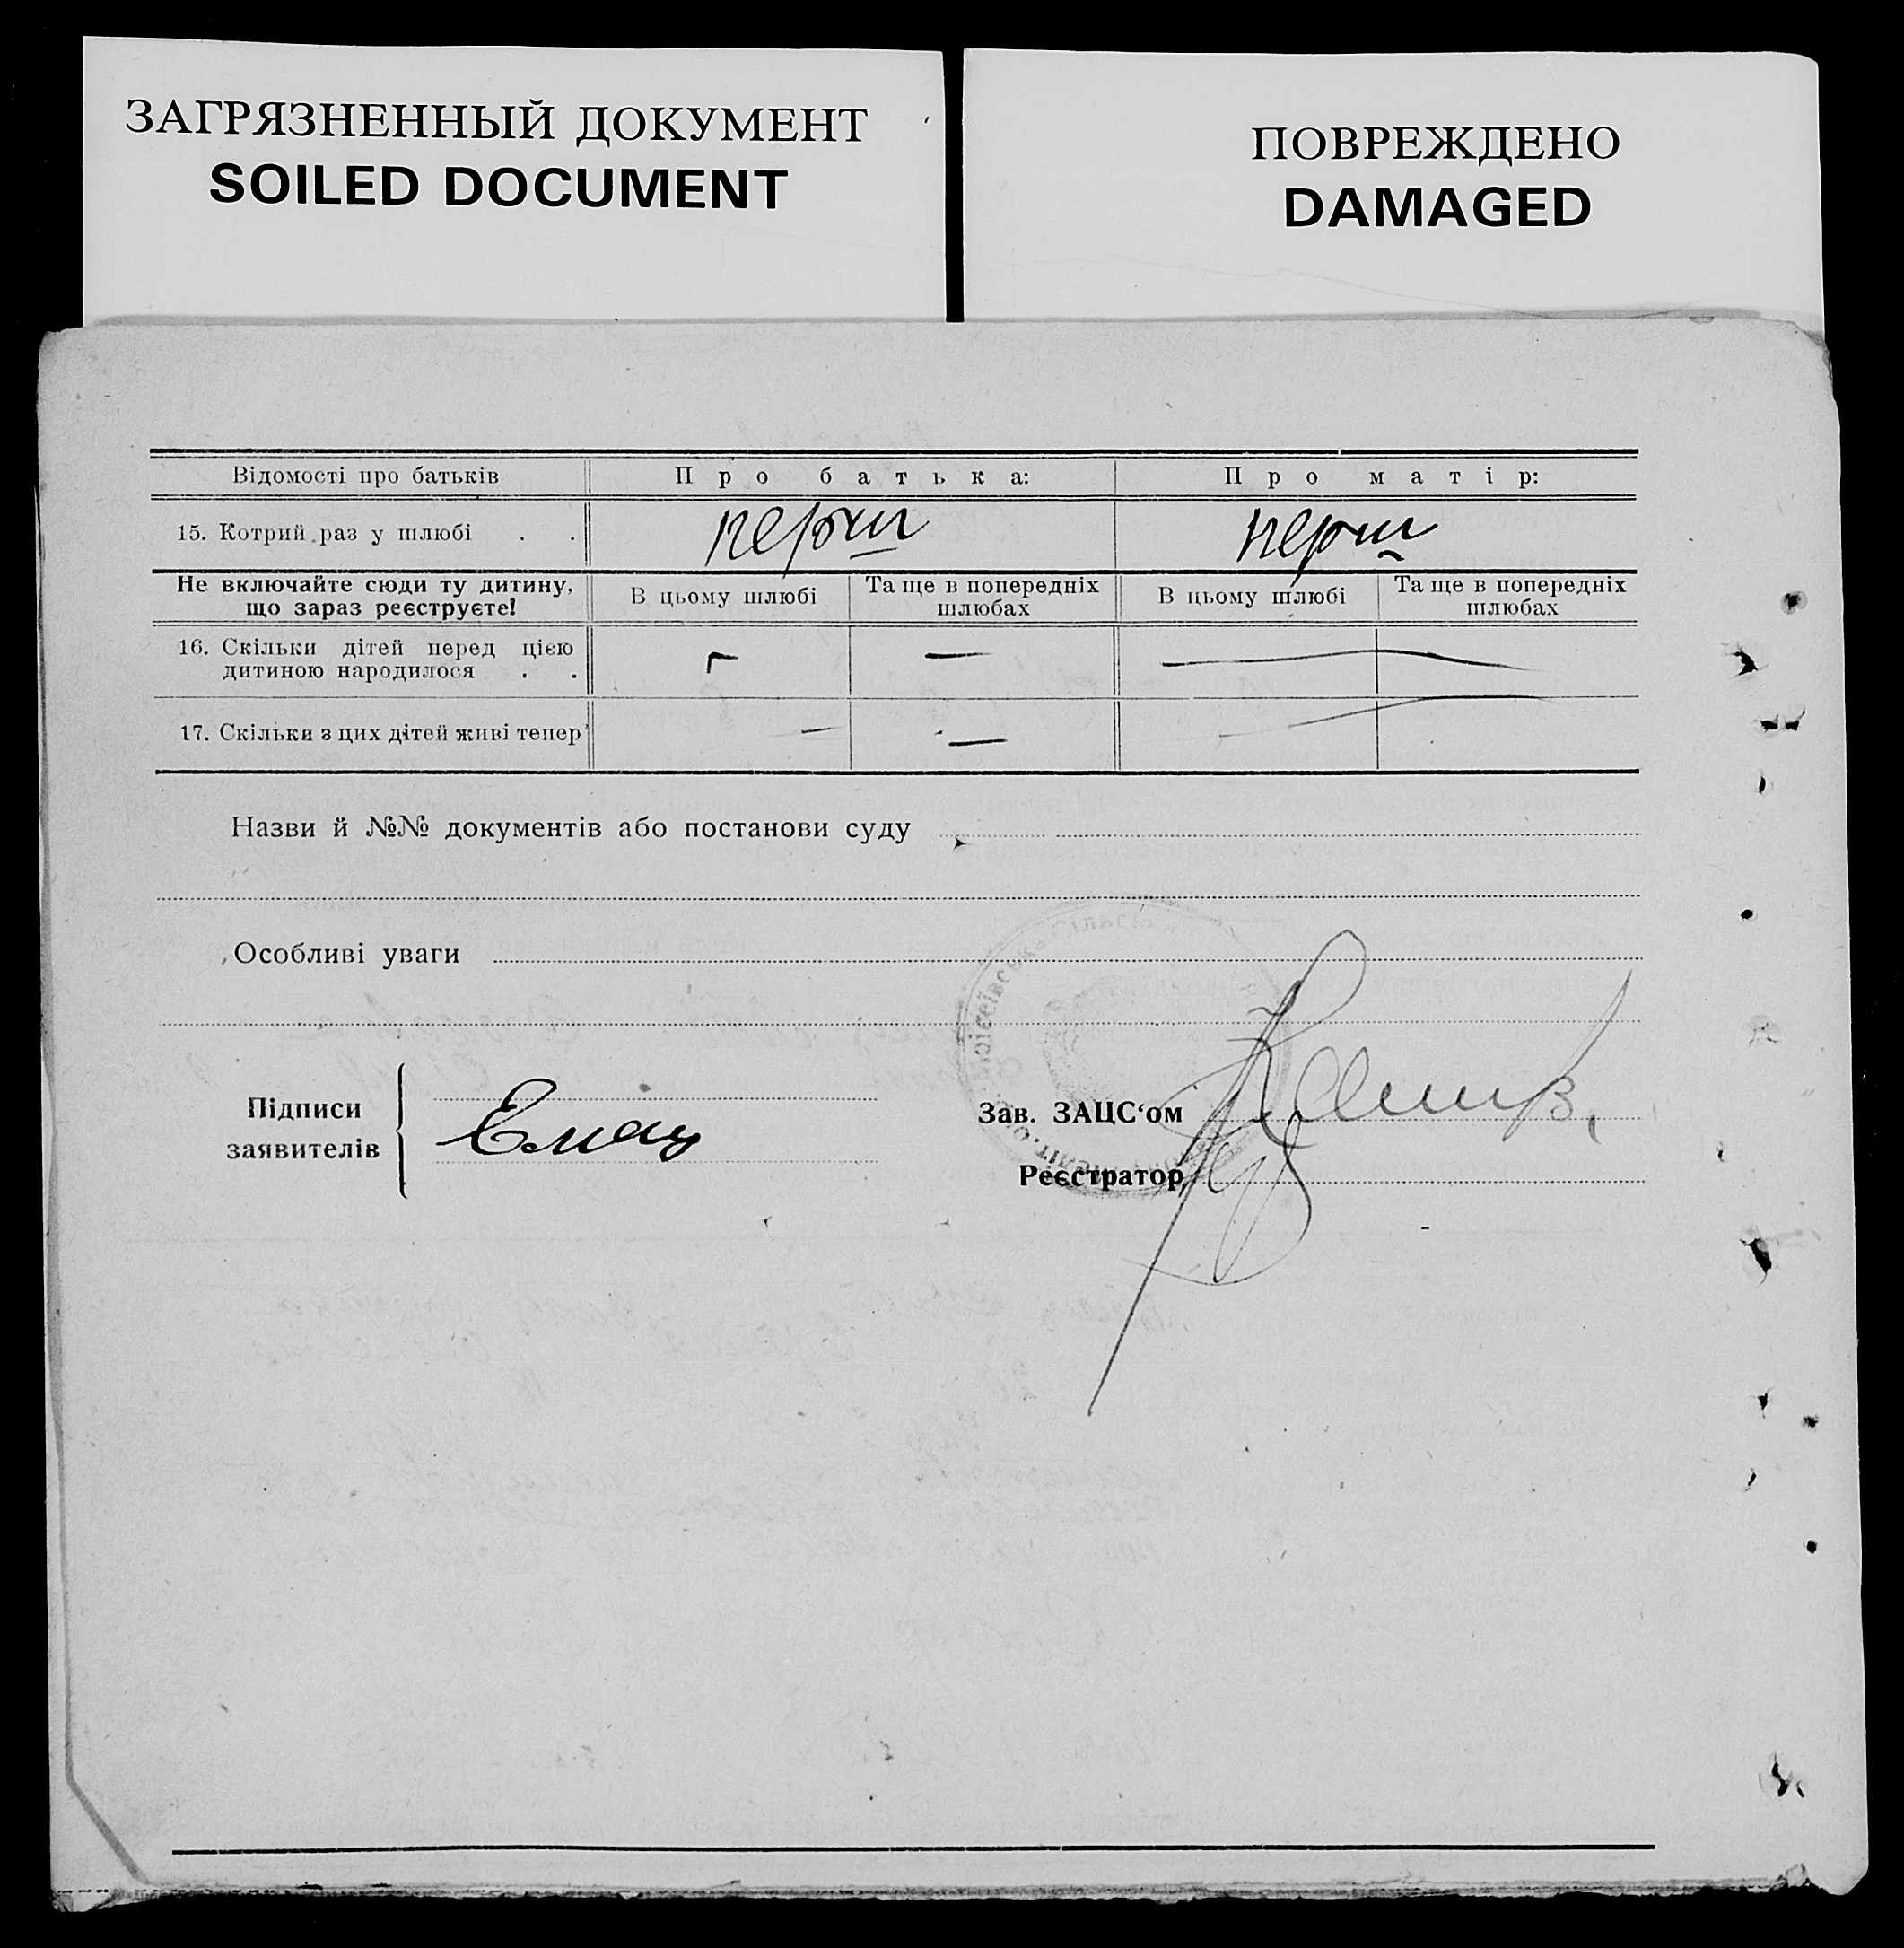 ЗАГРЯЗНЕННЫЙ ДОКУМЕНТ
SOILED DOCUMENT
ПОВРЕЖДЕНО
DAMAGED
Відомості про батьків Про батька: Про матір:
15. Котрий раз у шлюбі . . перш перш
Не включайте сюди ту дитину, що зараз реєструєте! В цьому шлюбі Та ще в попередніх шлюбах В цьому шлюбі Та ще в попередніх шлюбах
16. Скільки дітей перед цією
дитиною народилося . . — — —
17. Скільки з цих дітей живі тепер — — —
Назви й №№ документів або постанови суду
Особливі уваги
Підписи
заявителів
Зав. ЗАЦС‘ом
Реєстратор